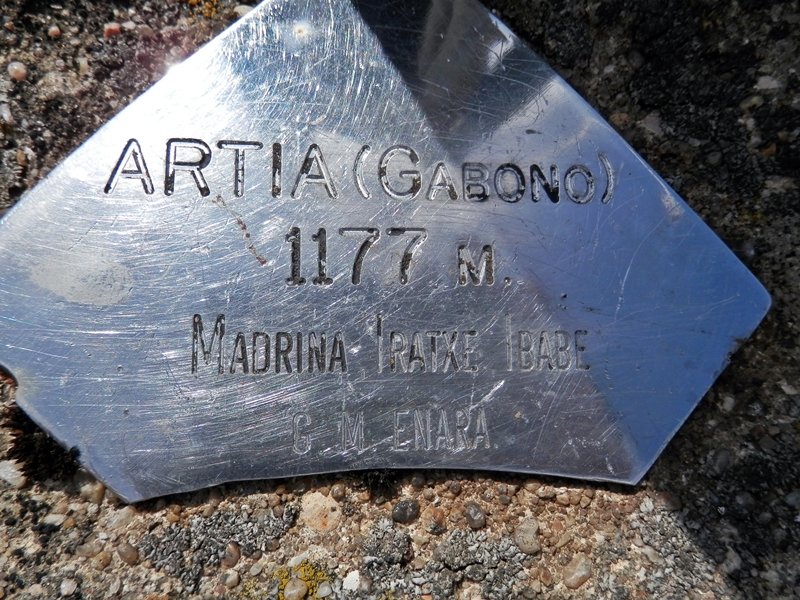 ARTIA (GABONO)
1177 M.
MADRINA IRATXE IBABE
G. M. ENARA.